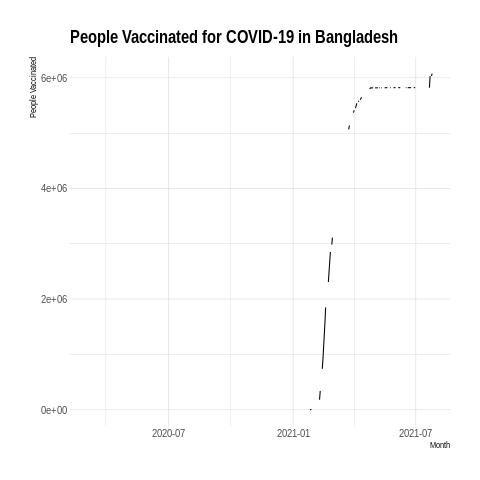 People Vaccinated for COVID-19 in Bangladesh
People Vaccinated
6e+06
4e+06
2e+06
0e+00
2020-07
2021-01
2021-07
Month